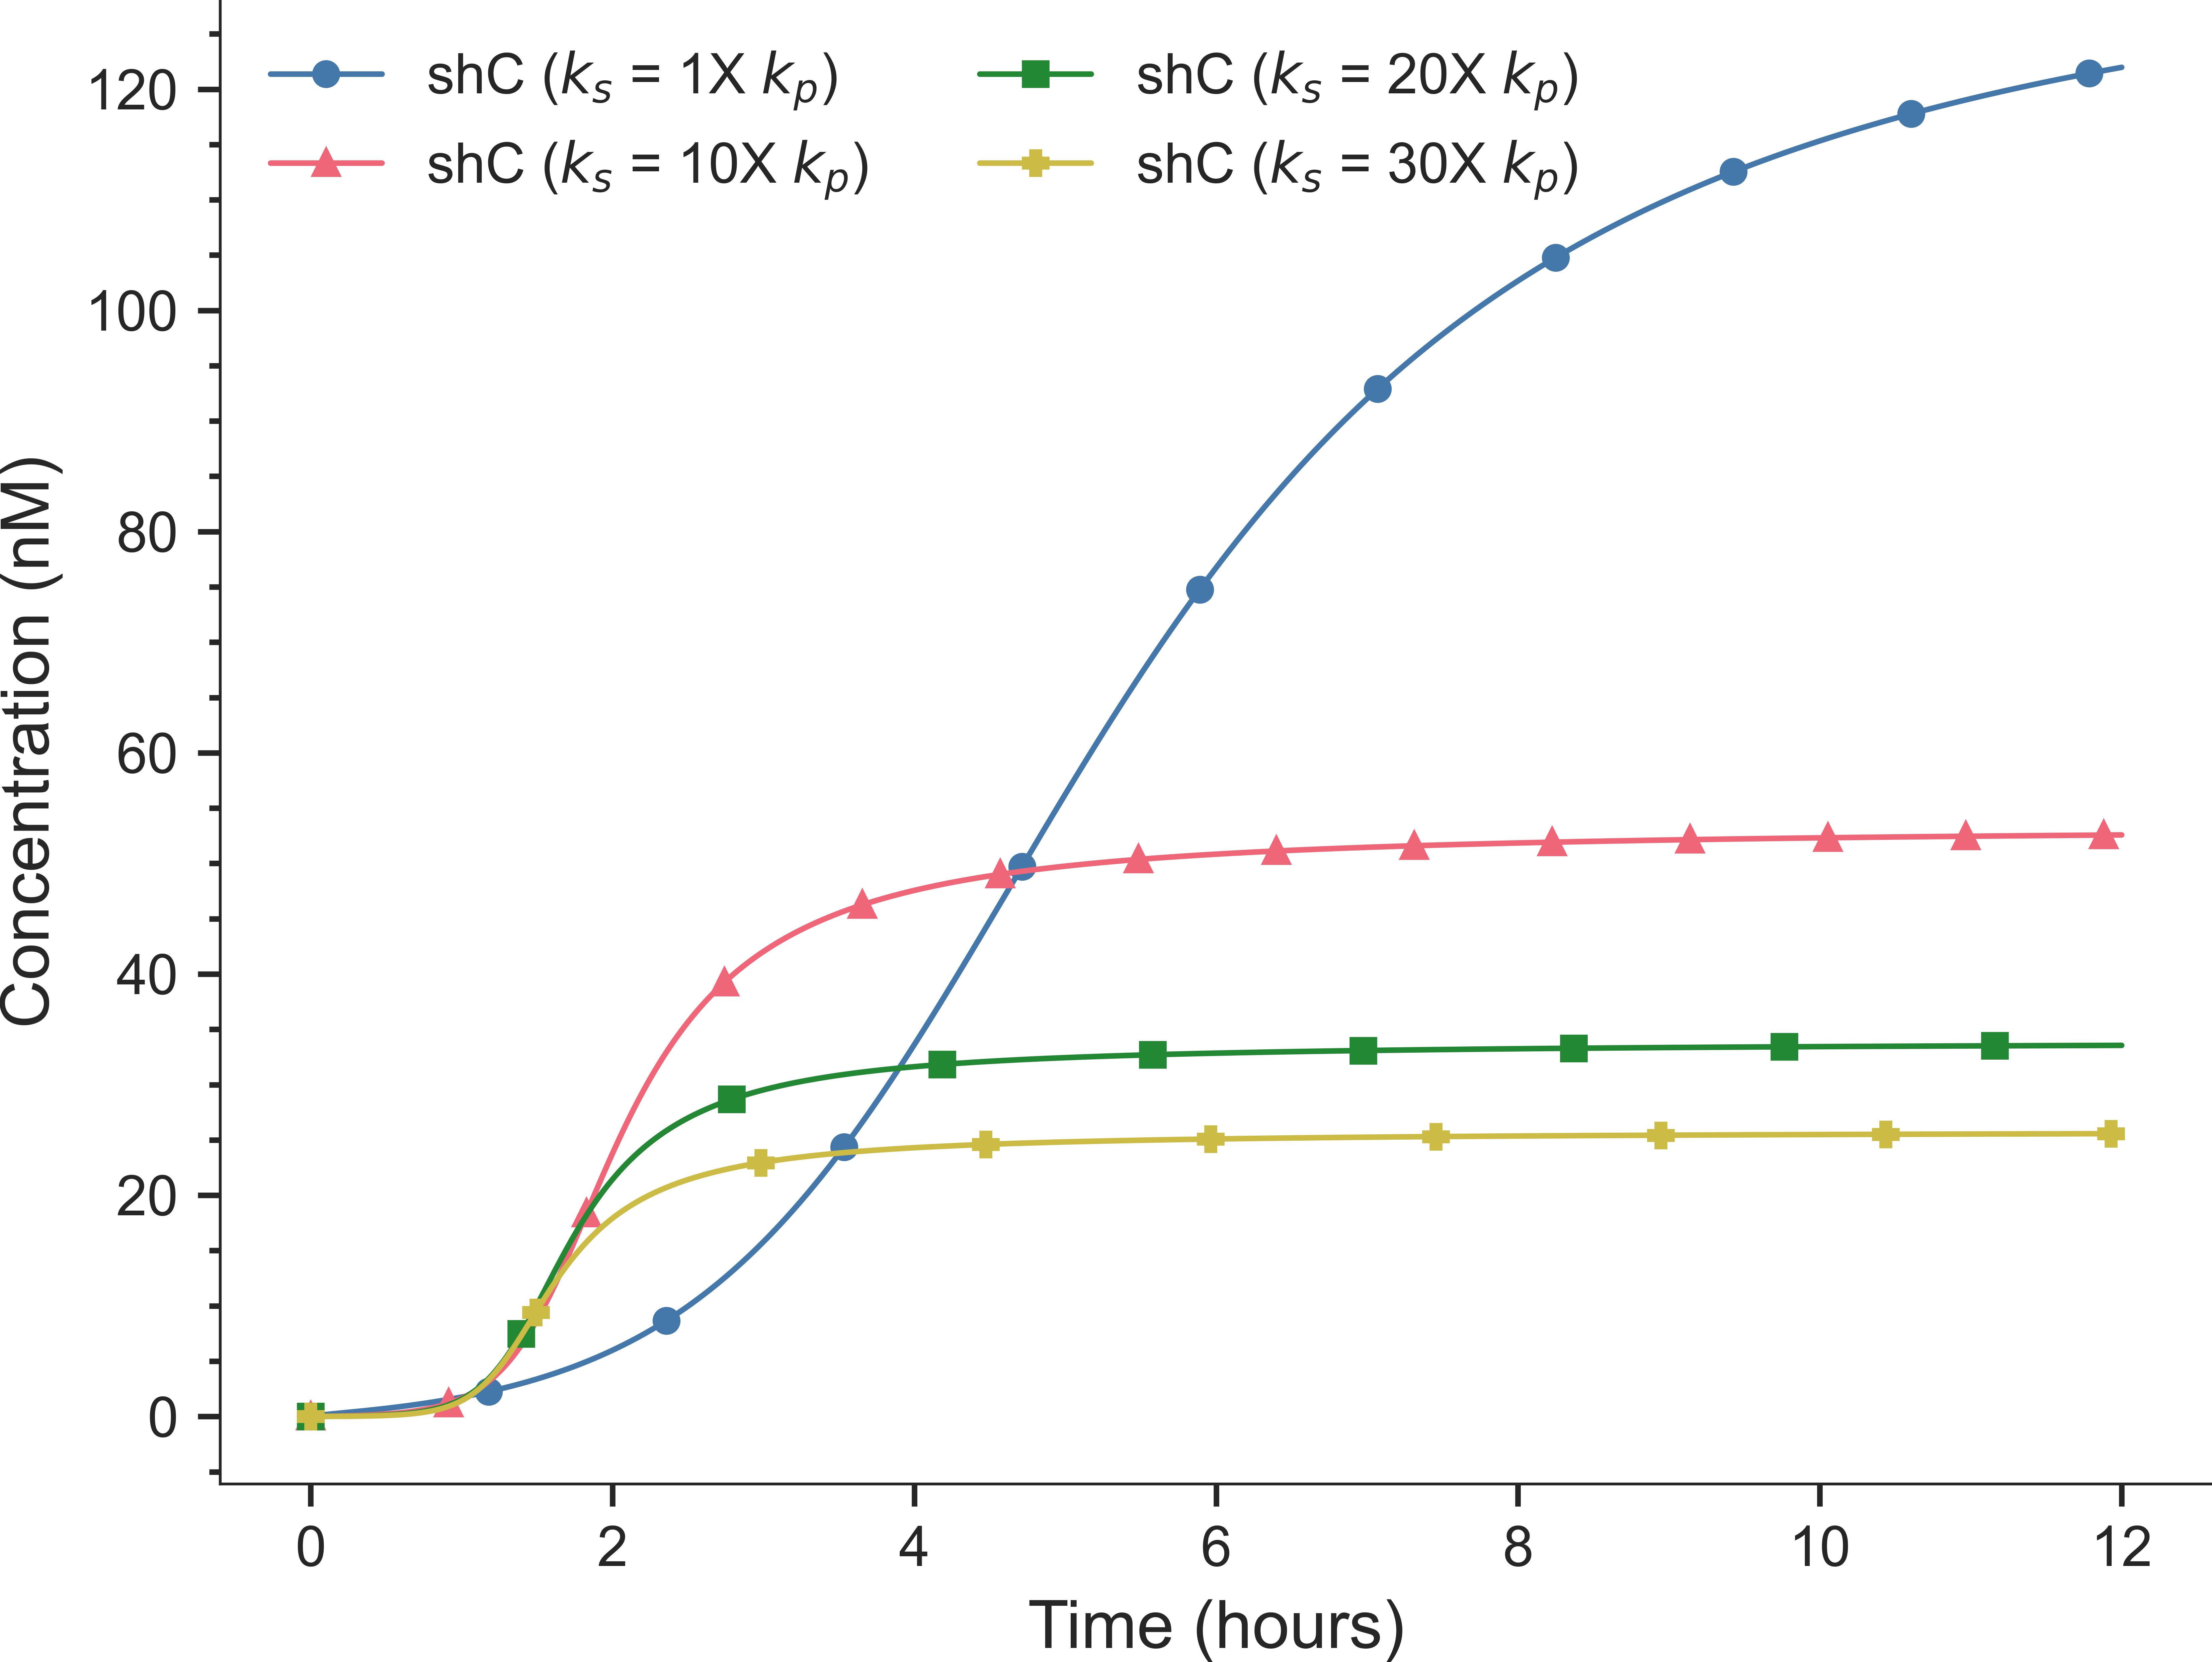 shC (ks = 1X kp)
shC (ks = 10X kp)
shC (ks = 20X kp)
shC (ks = 30X kp)
Concentration (nM)
120
100
80
60
40
20
0
0 2 4 6 8 10 12
Time (hours)